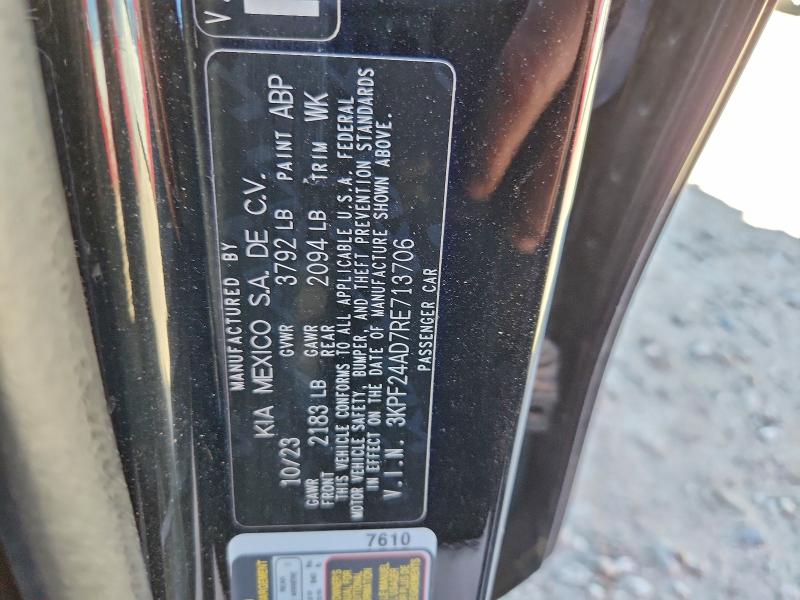 MANUFACTURED BY
KIA MEXICO S.A. DE C.V.
10/23 GVWR 3792 LB PAINT ABP
GAWR FRONT 2183 LB GAWR REAR 2094 LB TRIM WK
THIS VEHICLE CONFORMS TO ALL APPLICABLE U.S.A. FEDERAL
MOTOR VEHICLE SAFETY, BUMPER, AND THEFT PREVENTION STANDARDS
IN EFFECT ON THE DATE OF MANUFACTURE SHOWN ABOVE.
V.I.N. 3KPF24AD7RE713706
PASSENGER CAR
7610